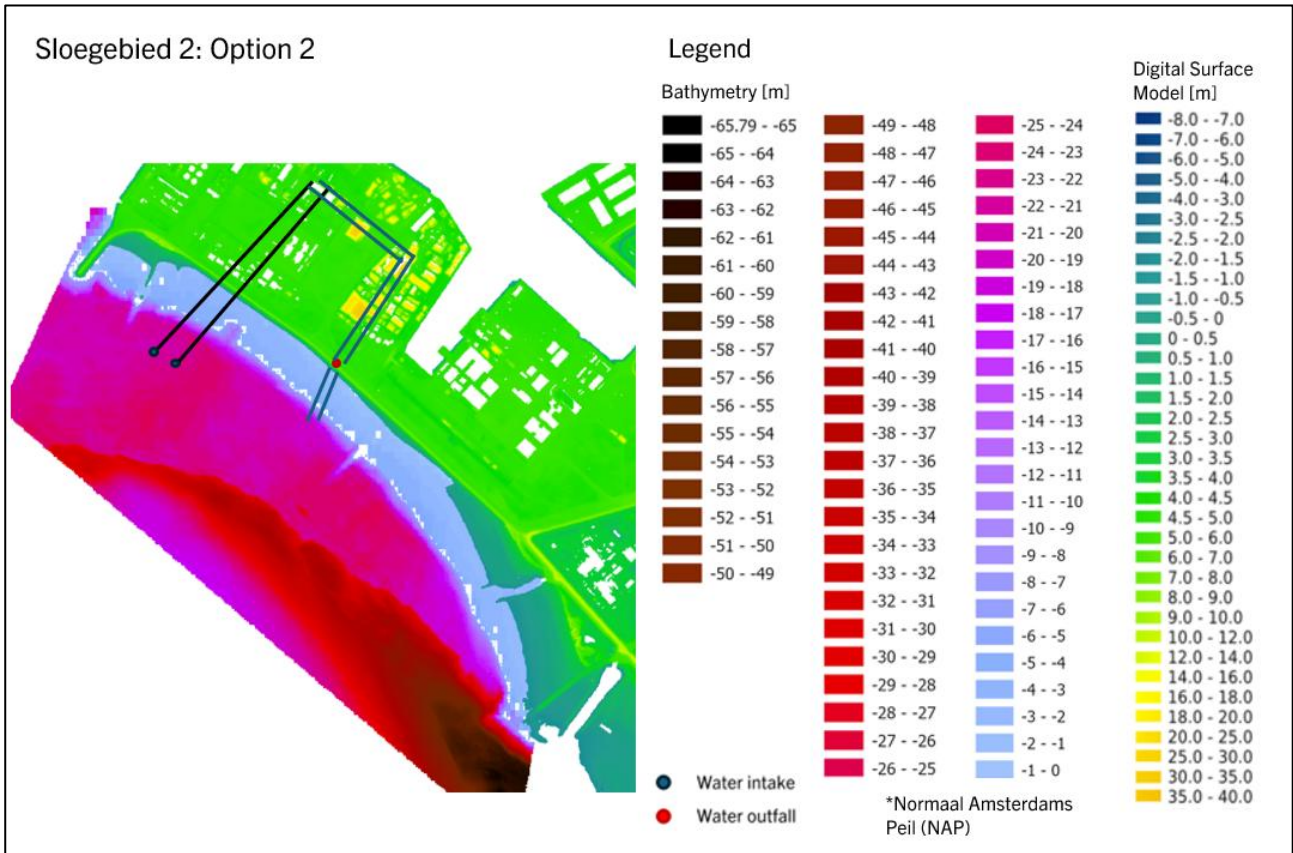 Sloegebied 2: Option 2
Legend
Bathymetry [m]
-65.79 - -65
-65 - -64
-64 - -63
-63 - -62
-62 - -61
-61 - -60
-60 - -59
-59 - -58
-58 - -57
-57 - -56
-56 - -55
-55 - -54
-54 - -53
-53 - -52
-52 - -51
-51 - -50
-50 - -49
-49 - -48
-48 - -47
-47 - -46
-46 - -45
-45 - -44
-44 - -43
-43 - -42
-42 - -41
-41 - -40
-40 - -39
-39 - -38
-38 - -37
-37 - -36
-36 - -35
-35 - -34
-34 - -33
-33 - -32
-32 - -31
-31 - -30
-30 - -29
-29 - -28
-28 - -27
-27 - -26
-26 - -25
-25 - -24
-24 - -23
-23 - -22
-22 - -21
-21 - -20
-20 - -19
-19 - -18
-18 - -17
-17 - -16
-16 - -15
-15 - -14
-14 - -13
-13 - -12
-12 - -11
-11 - -10
-10 - -9
-9 - -8
-8 - -7
-7 - -6
-6 - -5
-5 - -4
-4 - -3
-3 - -2
-2 - -1
-1 - 0
Digital Surface
Model [m]
-8.0 - -7.0
-7.0 - -6.0
-6.0 - -5.0
-5.0 - -4.0
-4.0 - -3.0
-3.0 - -2.5
-2.5 - -2.0
-2.0 - -1.5
-1.5 - -1.0
-1.0 - -0.5
-0.5 - 0
0 - 0.5
0.5 - 1.0
1.0 - 1.5
1.5 - 2.0
2.0 - 2.5
2.5 - 3.0
3.0 - 3.5
3.5 - 4.0
4.0 - 4.5
4.5 - 5.0
5.0 - 6.0
6.0 - 7.0
7.0 - 8.0
8.0 - 9.0
9.0 - 10.0
10.0 - 12.0
12.0 - 14.0
14.0 - 16.0
16.0 - 18.0
18.0 - 20.0
20.0 - 25.0
25.0 - 30.0
30.0 - 35.0
35.0 - 40.0
Water intake
Water outfall
*Normaal Amsterdams
Peil (NAP)